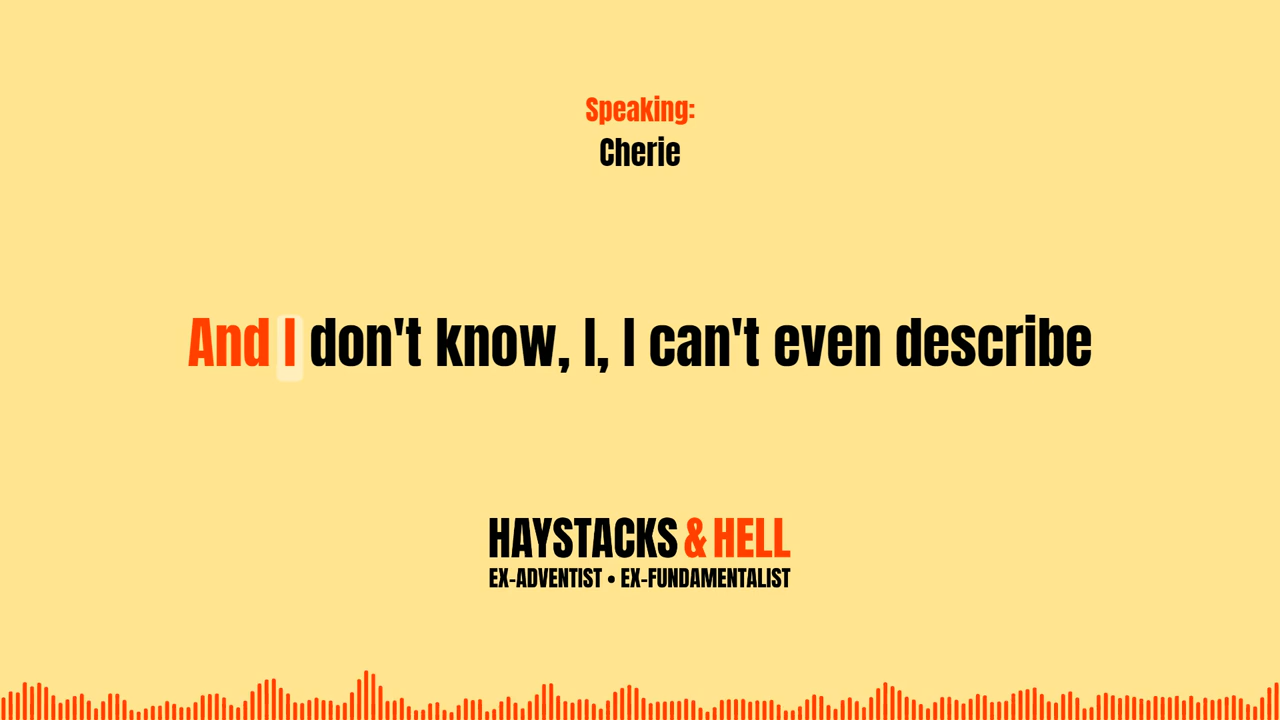 Speaking:
Cherie
And I don't know, I, I can't even describe
HAYSTACKS & HELL
EX-ADVENTIST • EX-FUNDAMENTALIST